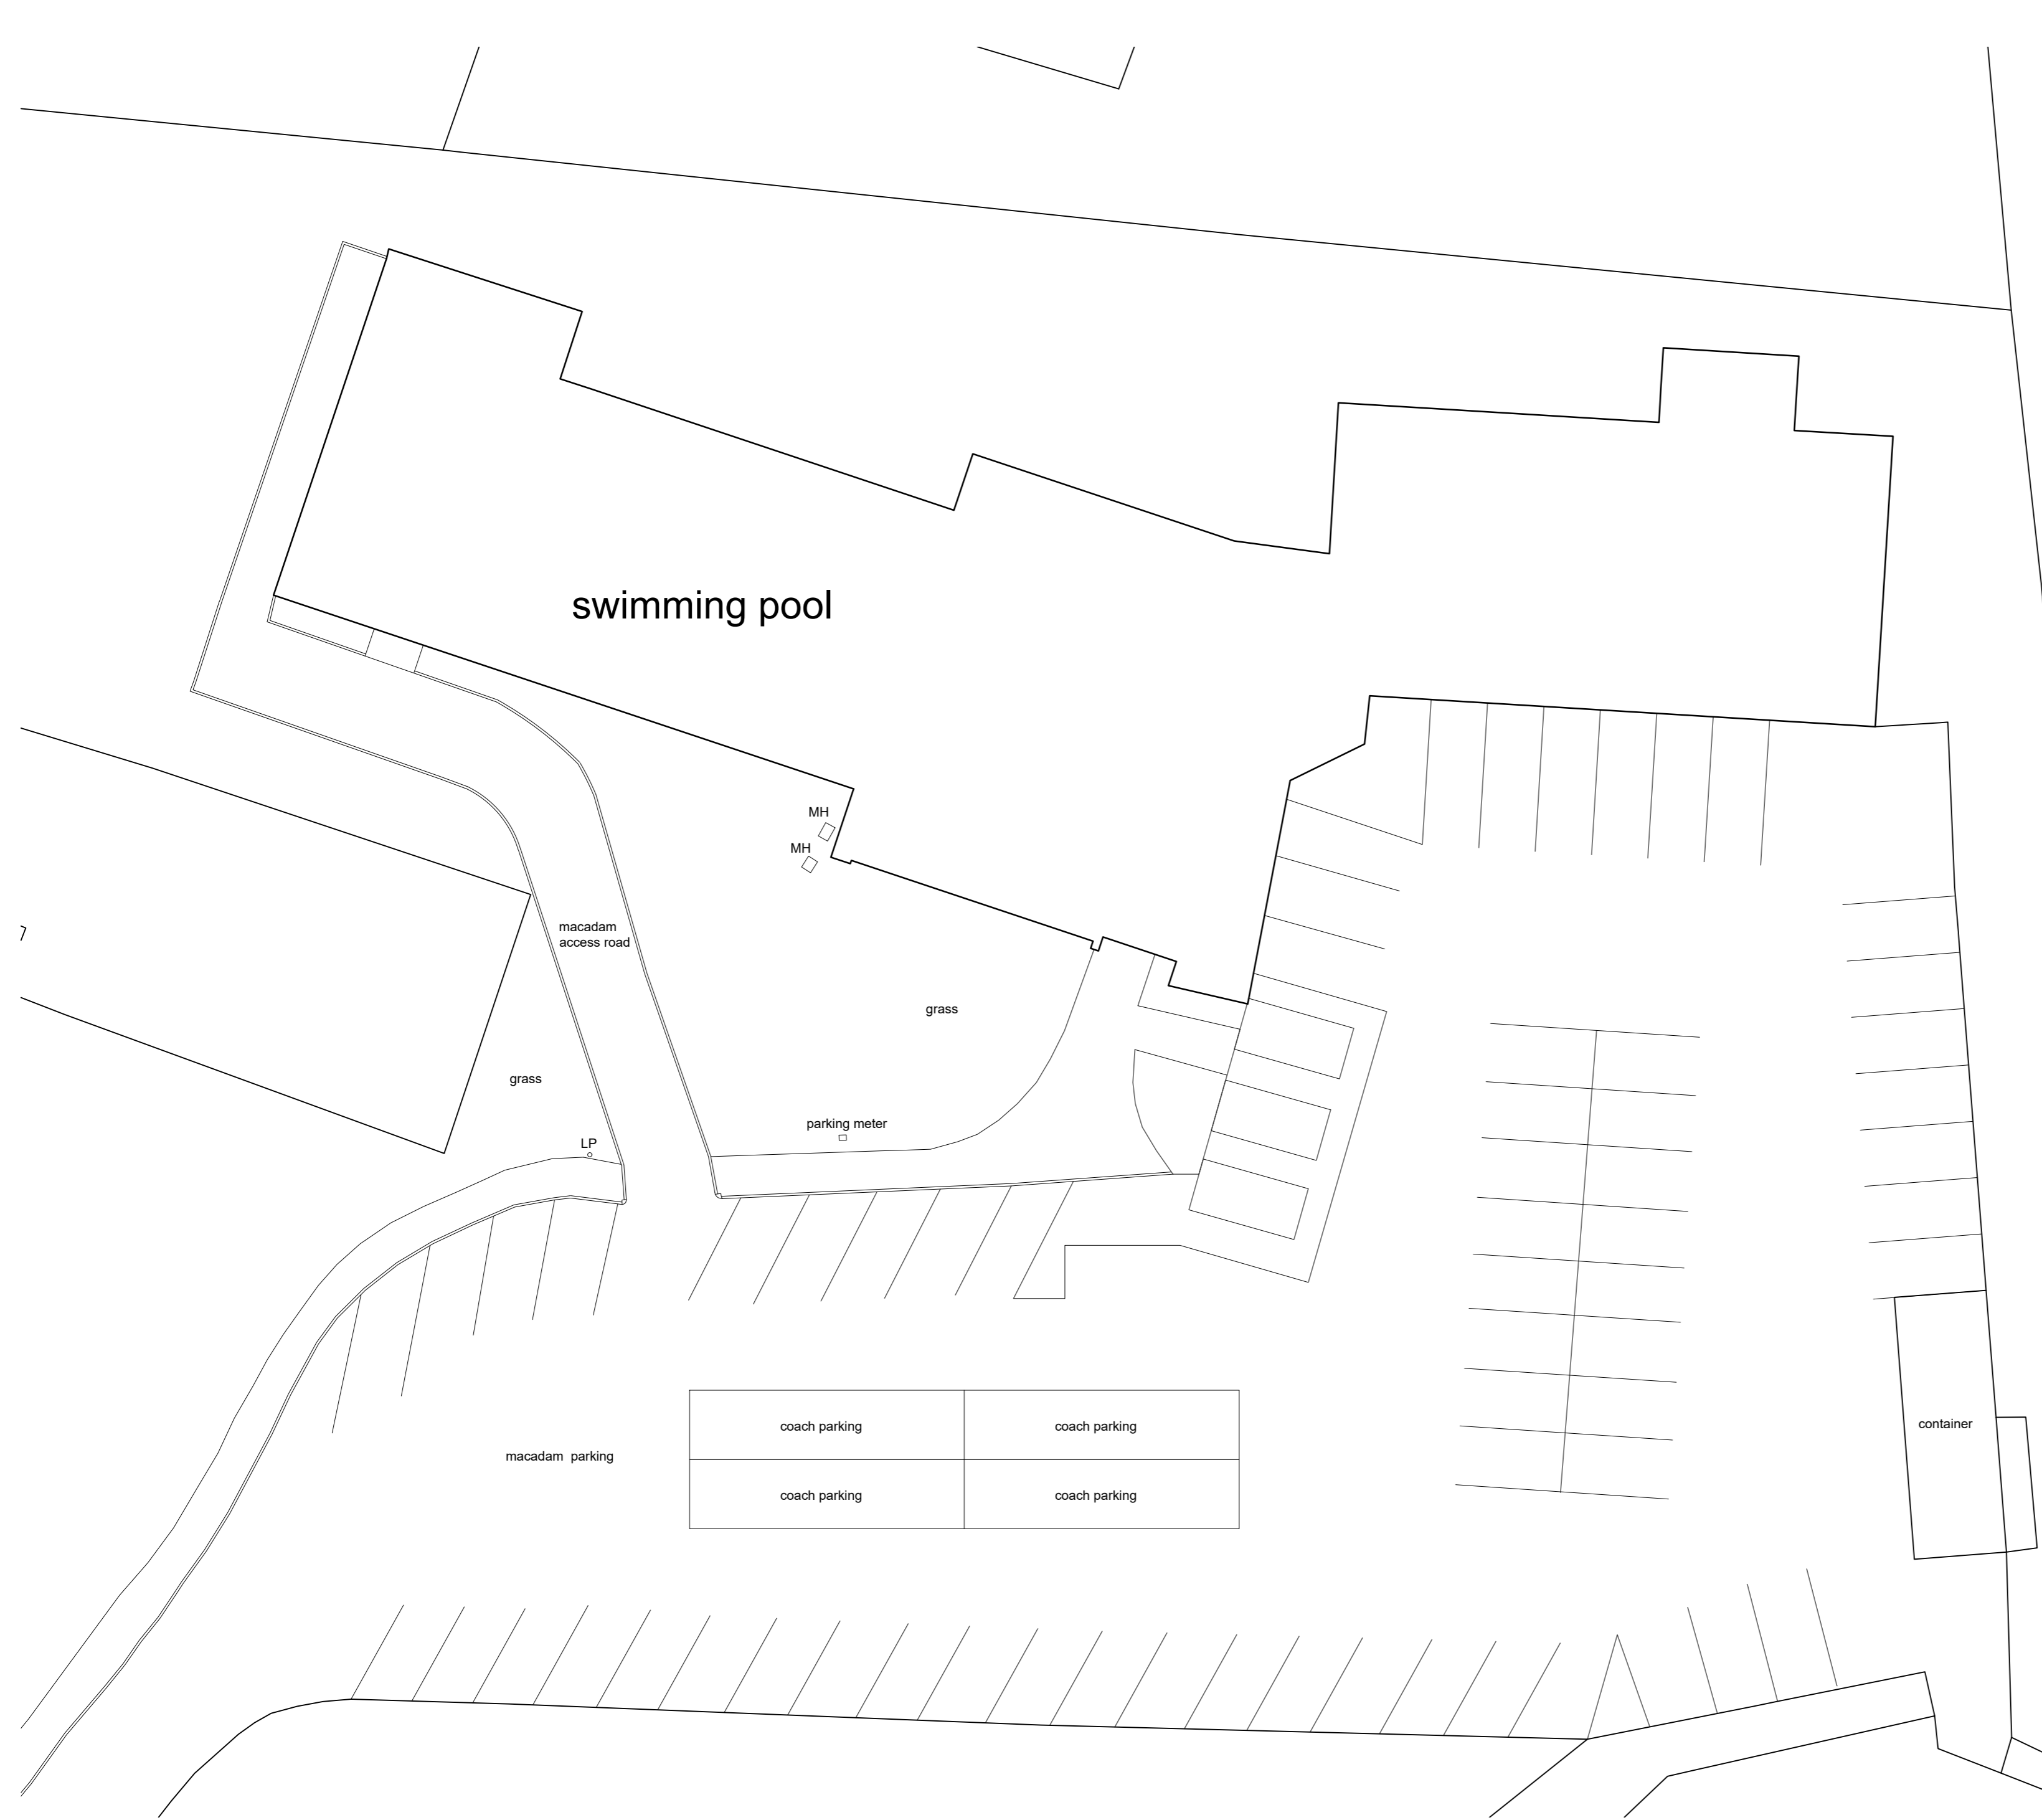 swimming pool
MH
MH
macadam
access road
grass
grass
parking meter
LP
container
coach parking
coach parking
macadam parking
coach parking
coach parking